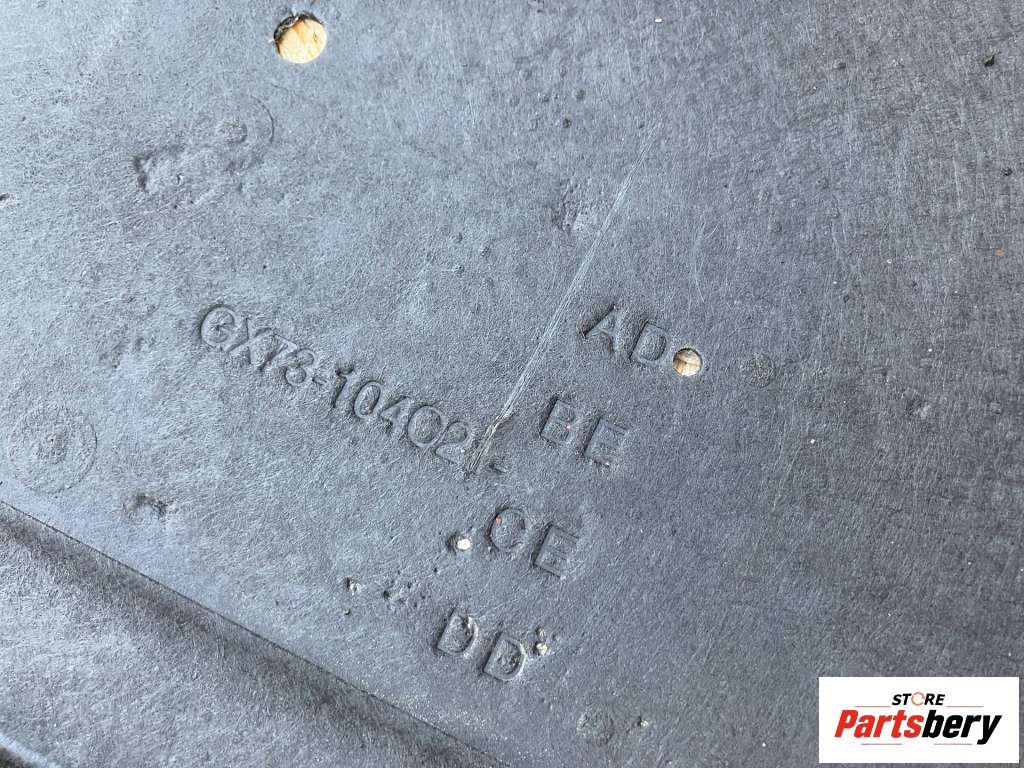 GX73-10402
-
AD
BE
CE
DD
STORE
Partsbery